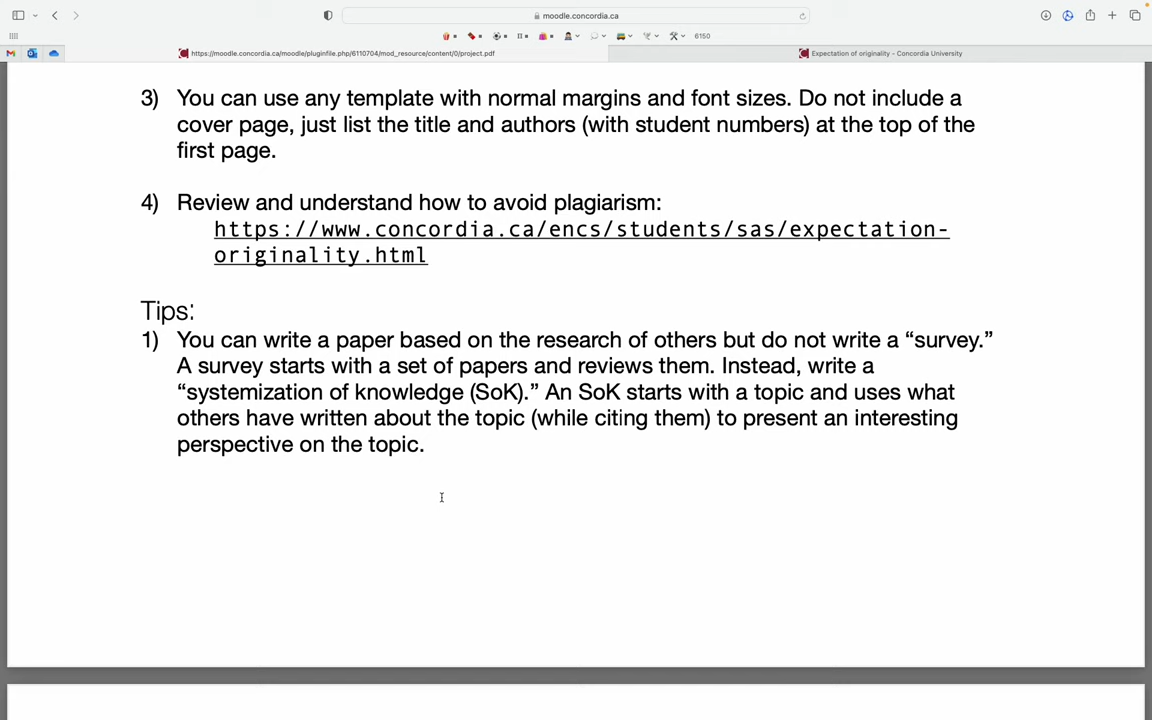 moodle.concordia.ca
6150
https://moodle.concordia.ca/moodle/pluginfile.php/6110704/mod_resource/content/0/project.pdf
Expectation of originality - Concordia University
3) You can use any template with normal margins and font sizes. Do not include a
cover page, just list the title and authors (with student numbers) at the top of the
first page.
4) Review and understand how to avoid plagiarism:
https://www.concordia.ca/encs/students/sas/expectation-
originality.html
Tips:
1) You can write a paper based on the research of others but do not write a “survey.”
A survey starts with a set of papers and reviews them. Instead, write a
“systemization of knowledge (SoK).” An SoK starts with a topic and uses what
others have written about the topic (while citing them) to present an interesting
perspective on the topic.